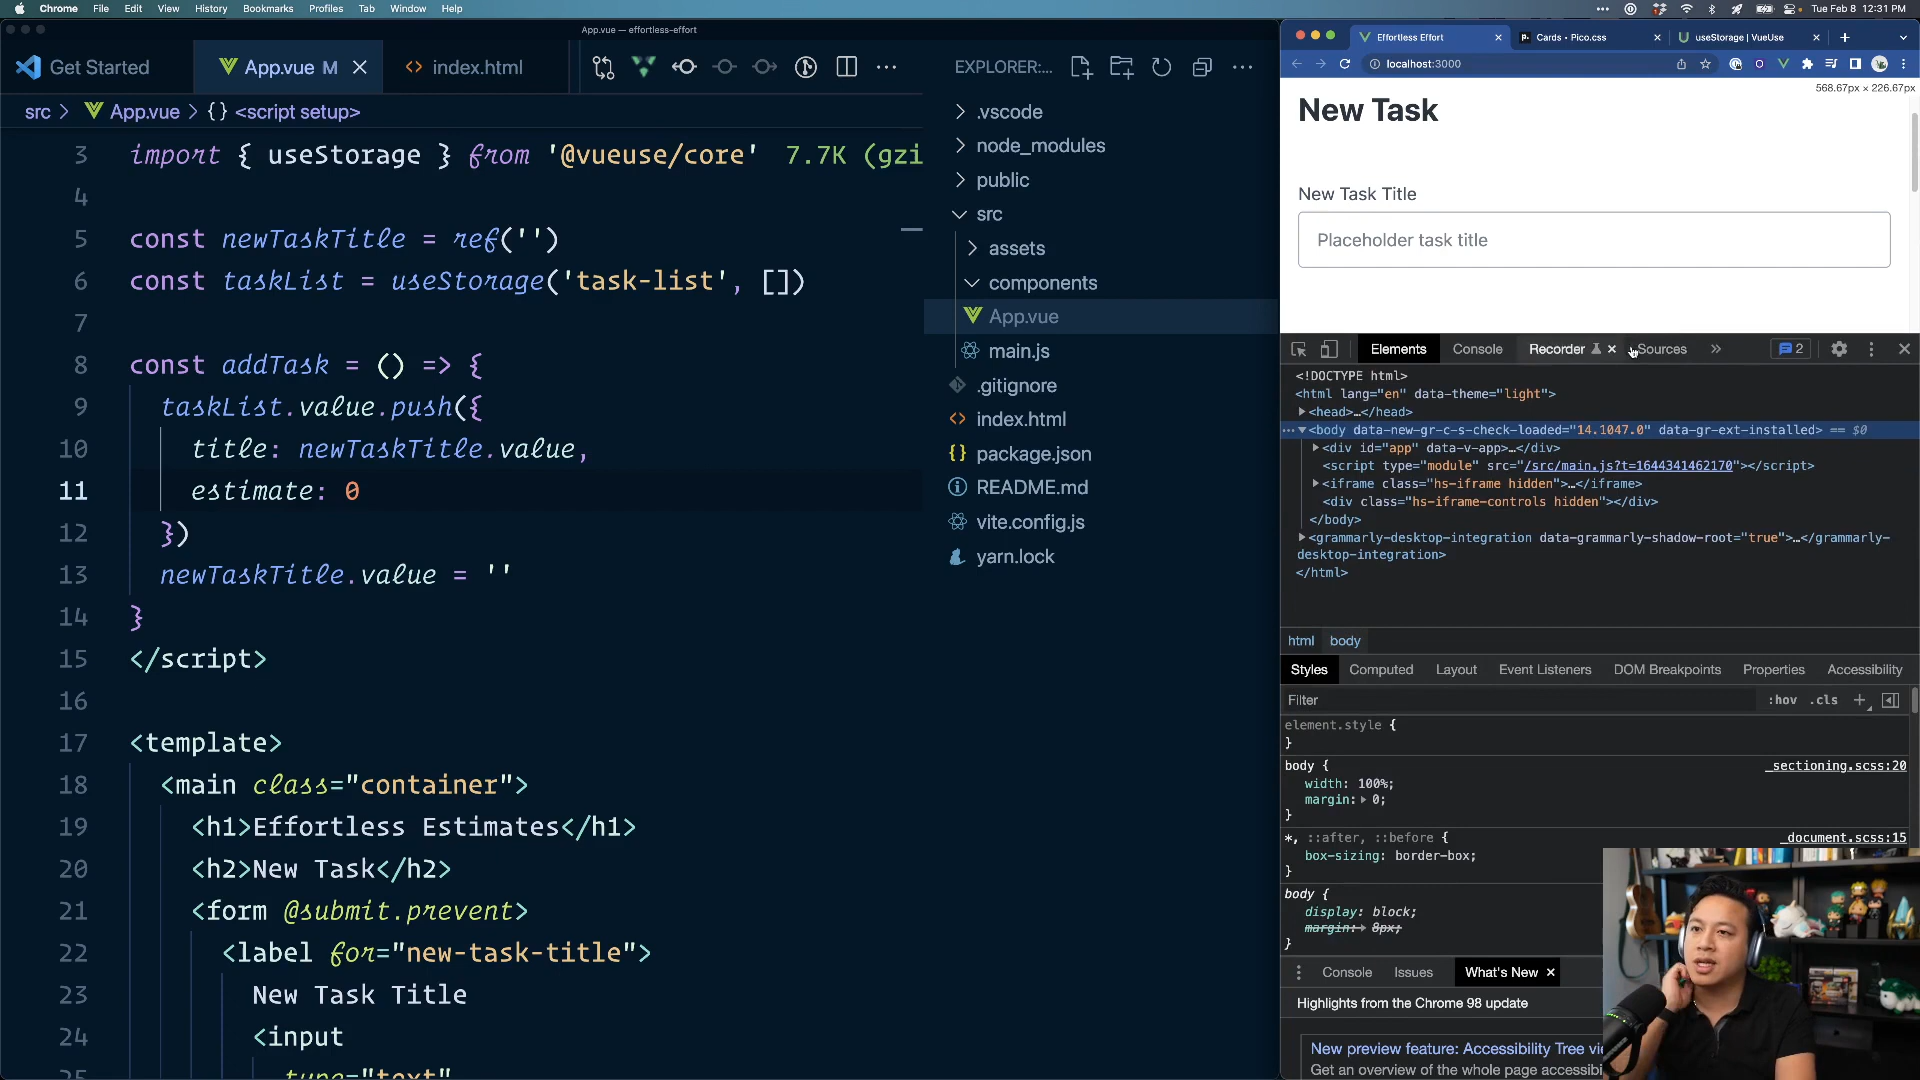 Chrome File Edit View History Bookmarks Profiles Tab Window Help
Tue Feb 8 12:31 PM
App.vue — effortless-effort
Get Started
App.vue M
index.html
src > App.vue > {} <script setup>
3 import { useStorage } from '@vueuse/core' 7.7K (gzi
4
5 const newTaskTitle = ref('')
6 const taskList = useStorage('task-list', [])
7
8 const addTask = () => {
9 taskList.value.push({
10 title: newTaskTitle.value,
11 estimate: 0
12 })
13 newTaskTitle.value = ''
14 }
15 </script>
16
17 <template>
18 <main class="container">
19 <h1>Effortless Estimates</h1>
20 <h2>New Task</h2>
21 <form @submit.prevent>
22 <label for="new-task-title">
23 New Task Title
24 <input
25 type="text"
EXPLORER:...
.vscode
node_modules
public
src
assets
components
App.vue
main.js
.gitignore
index.html
package.json
README.md
vite.config.js
yarn.lock
Effortless Effort
Cards • Pico.css
useStorage | VueUse
localhost:3000
568.67px × 226.67px
New Task
New Task Title
Placeholder task title
Elements Console Recorder Sources » 2
<!DOCTYPE html>
<html lang="en" data-theme="light">
<head>…</head>
<body data-new-gr-c-s-check-loaded="14.1047.0" data-gr-ext-installed> == $0
<div id="app" data-v-app>…</div>
<script type="module" src="/src/main.js?t=1644341462170"></script>
<iframe class="hs-iframe hidden">…</iframe>
<div class="hs-iframe-controls hidden"></div>
</body>
<grammarly-desktop-integration data-grammarly-shadow-root="true">…</grammarly-
desktop-integration>
</html>
html body
Styles Computed Layout Event Listeners DOM Breakpoints Properties Accessibility
Filter :hov .cls +
element.style {
}
body { _sectioning.scss:20
width: 100%;
margin: 0;
}
*, ::after, ::before { _document.scss:15
box-sizing: border-box;
}
body {
display: block;
margin: 8px;
}
Console Issues What's New
Highlights from the Chrome 98 update
New preview feature: Accessibility Tree vi
Get an overview of the whole page accessibi